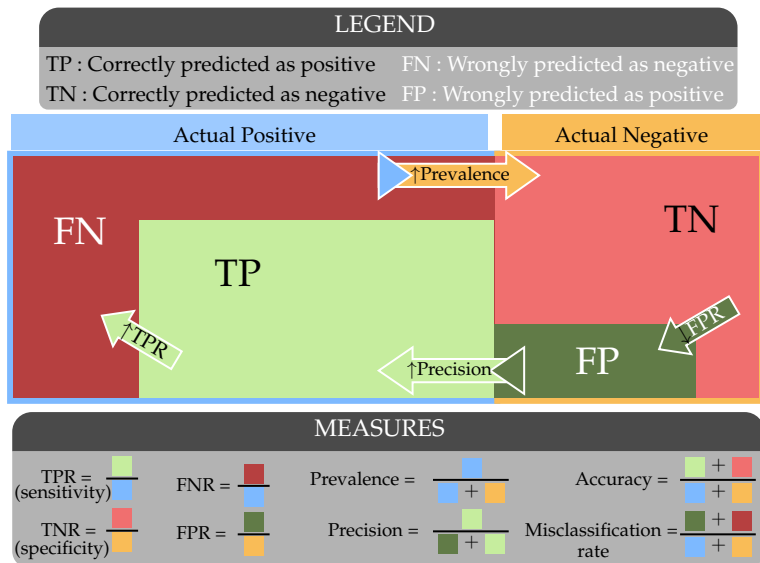 LEGEND
TP : Correctly predicted as positive FN : Wrongly predicted as negative
TN : Correctly predicted as negative FP : Wrongly predicted as positive
Actual Positive Actual Negative
↑Prevalence
FN TP TN
↑TPR ↑Precision FP ↓FPR
MEASURES
TPR =
(sensitivity)
FNR =
Prevalence = +
Accuracy = + +
TNR =
(specificity)
FPR =
Precision = +
Misclassification = + +
rate